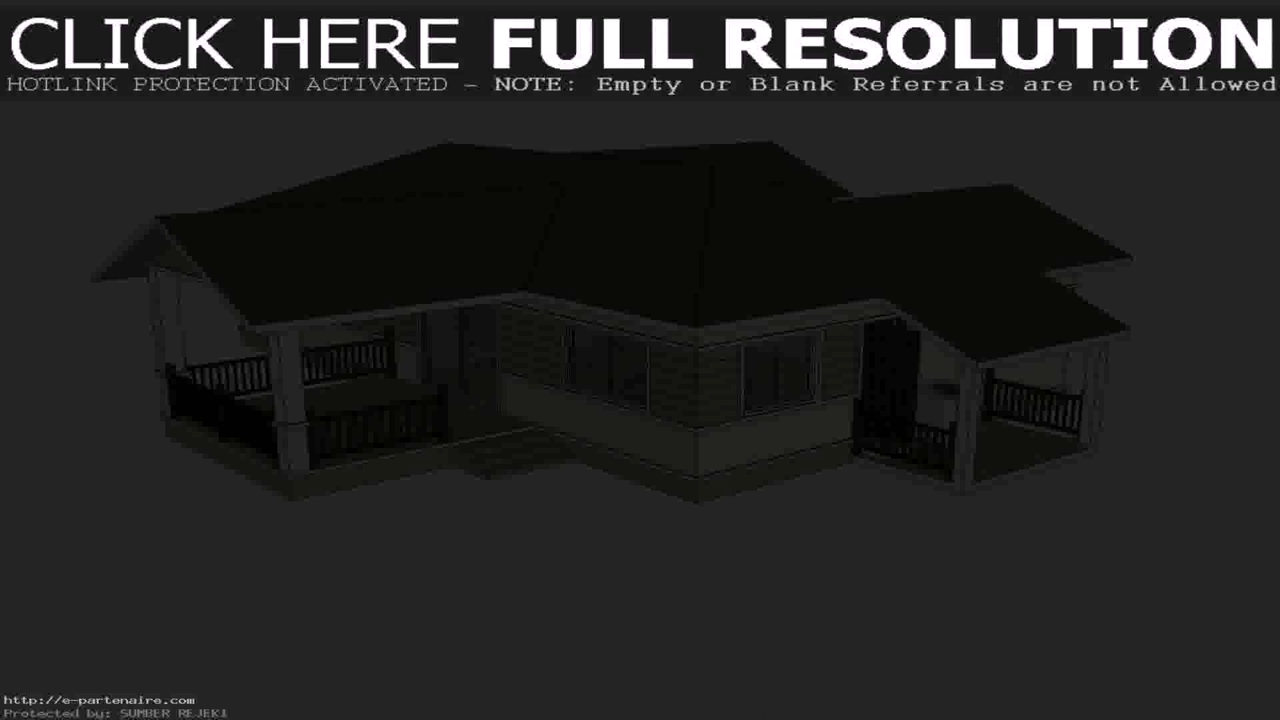 CLICK HERE FULL RESOLUTION
HOTLINK PROTECTION ACTIVATED – NOTE: Empty or Blank Referrals are not Allowed
http://e-partenaire.com
Protected by: SUMBER REJEKI